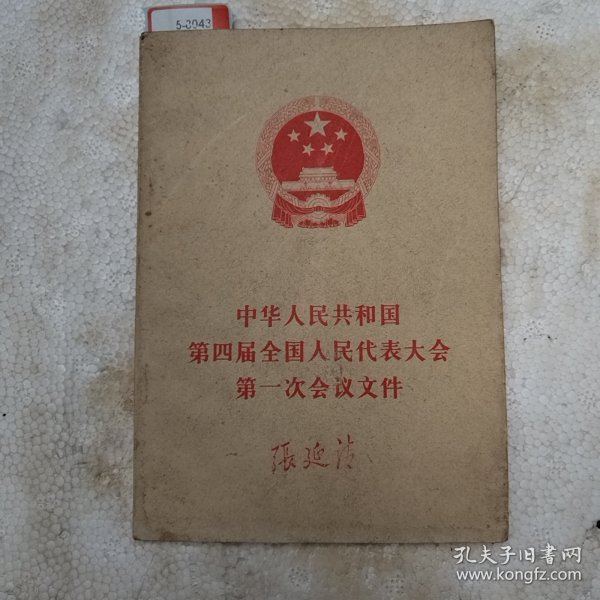 5-8043
中华人民共和国
第四届全国人民代表大会
第一次会议文件
張延清
孔夫子旧书网
www.kongfz.com